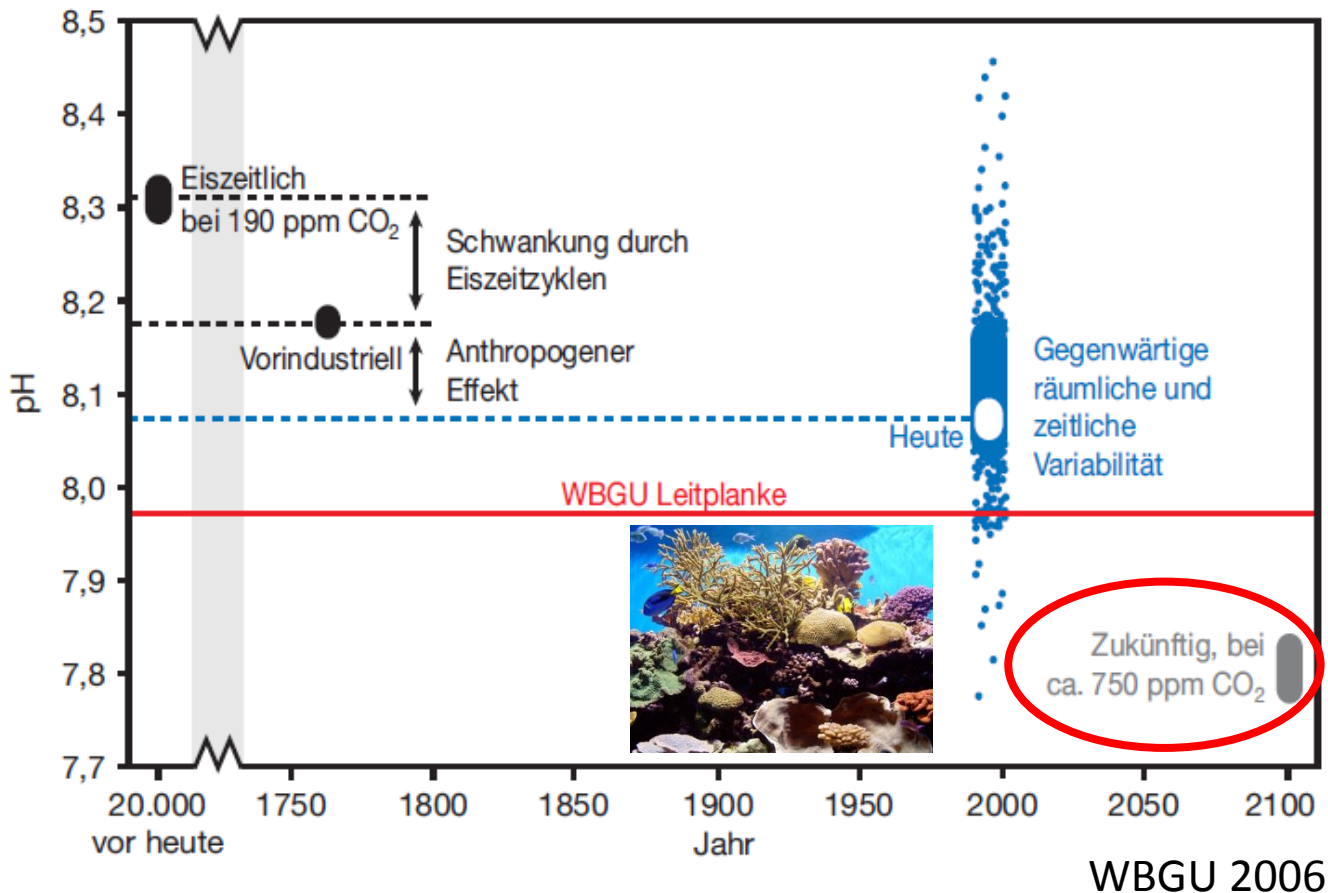 8,5
8,4
8,3
8,2
8,1
8,0
7,9
7,8
7,7
pH
Eiszeitlich
bei 190 ppm CO₂
Schwankung durch
Eiszeitzyklen
Vorindustriell
Anthropogener
Effekt
Heute
Gegenwärtige
räumliche und
zeitliche
Variabilität
WBGU Leitplanke
Zukünftig, bei
ca. 750 ppm CO₂
20.000 1750 1800 1850 1900 1950 2000 2050 2100
vor heute
Jahr
WBGU 2006